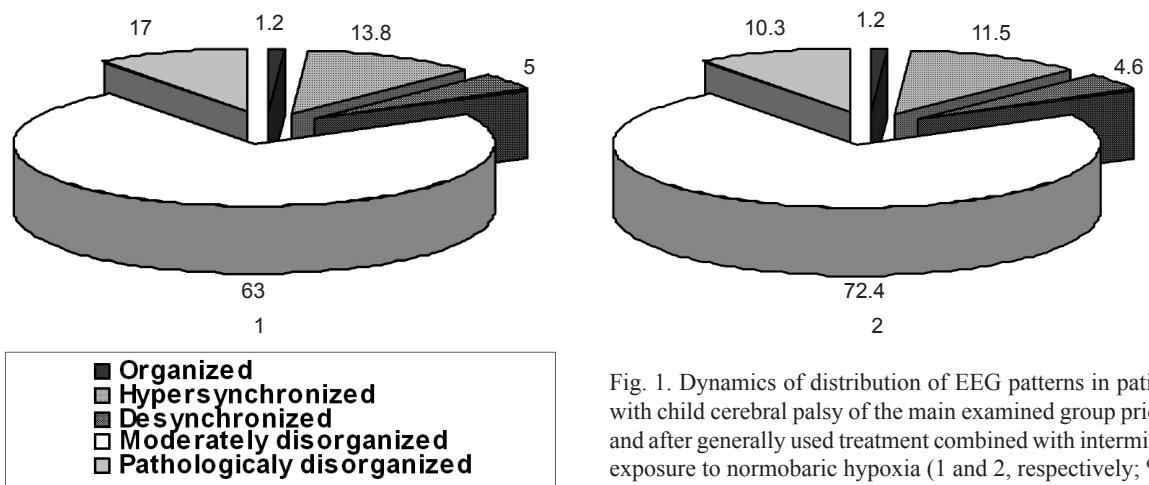 17
1.2
13.8
5
63
1
10.3
1.2
11.5
4.6
72.4
2
Organized
Hypersynchronized
Desynchronized
Moderately disorganized
Pathologicaly disorganized
Fig. 1. Dynamics of distribution of EEG patterns in pati
with child cerebral palsy of the main examined group pri
and after generally used treatment combined with intermi
exposure to normobaric hypoxia (1 and 2, respectively; %